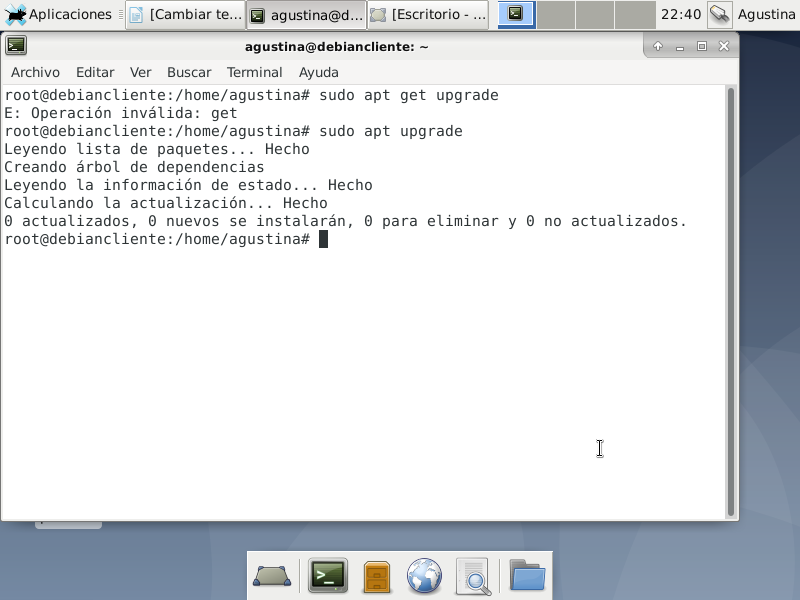 Aplicaciones [Cambiar te... agustina@d... [Escritorio - ... 22:40 Agustina
agustina@debiancliente: ~
Archivo Editar Ver Buscar Terminal Ayuda
root@debiancliente:/home/agustina# sudo apt get upgrade
E: Operación inválida: get
root@debiancliente:/home/agustina# sudo apt upgrade
Leyendo lista de paquetes... Hecho
Creando árbol de dependencias
Leyendo la información de estado... Hecho
Calculando la actualización... Hecho
0 actualizados, 0 nuevos se instalarán, 0 para eliminar y 0 no actualizados.
root@debiancliente:/home/agustina#